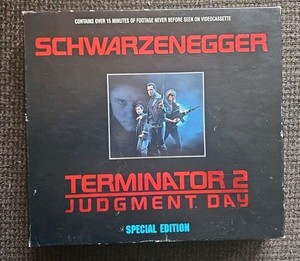 CONTAINS OVER 15 MINUTES OF FOOTAGE NEVER BEFORE SEEN ON VIDEOCASSETTE
SCHWARZENEGGER
TERMINATOR 2
JUDGMENT DAY
SPECIAL EDITION